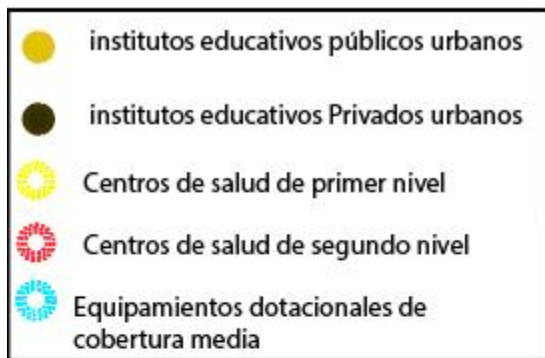 institutos educativos públicos urbanos
institutos educativos Privados urbanos
Centros de salud de primer nivel
Centros de salud de segundo nivel
Equipamientos dotacionales de
cobertura media